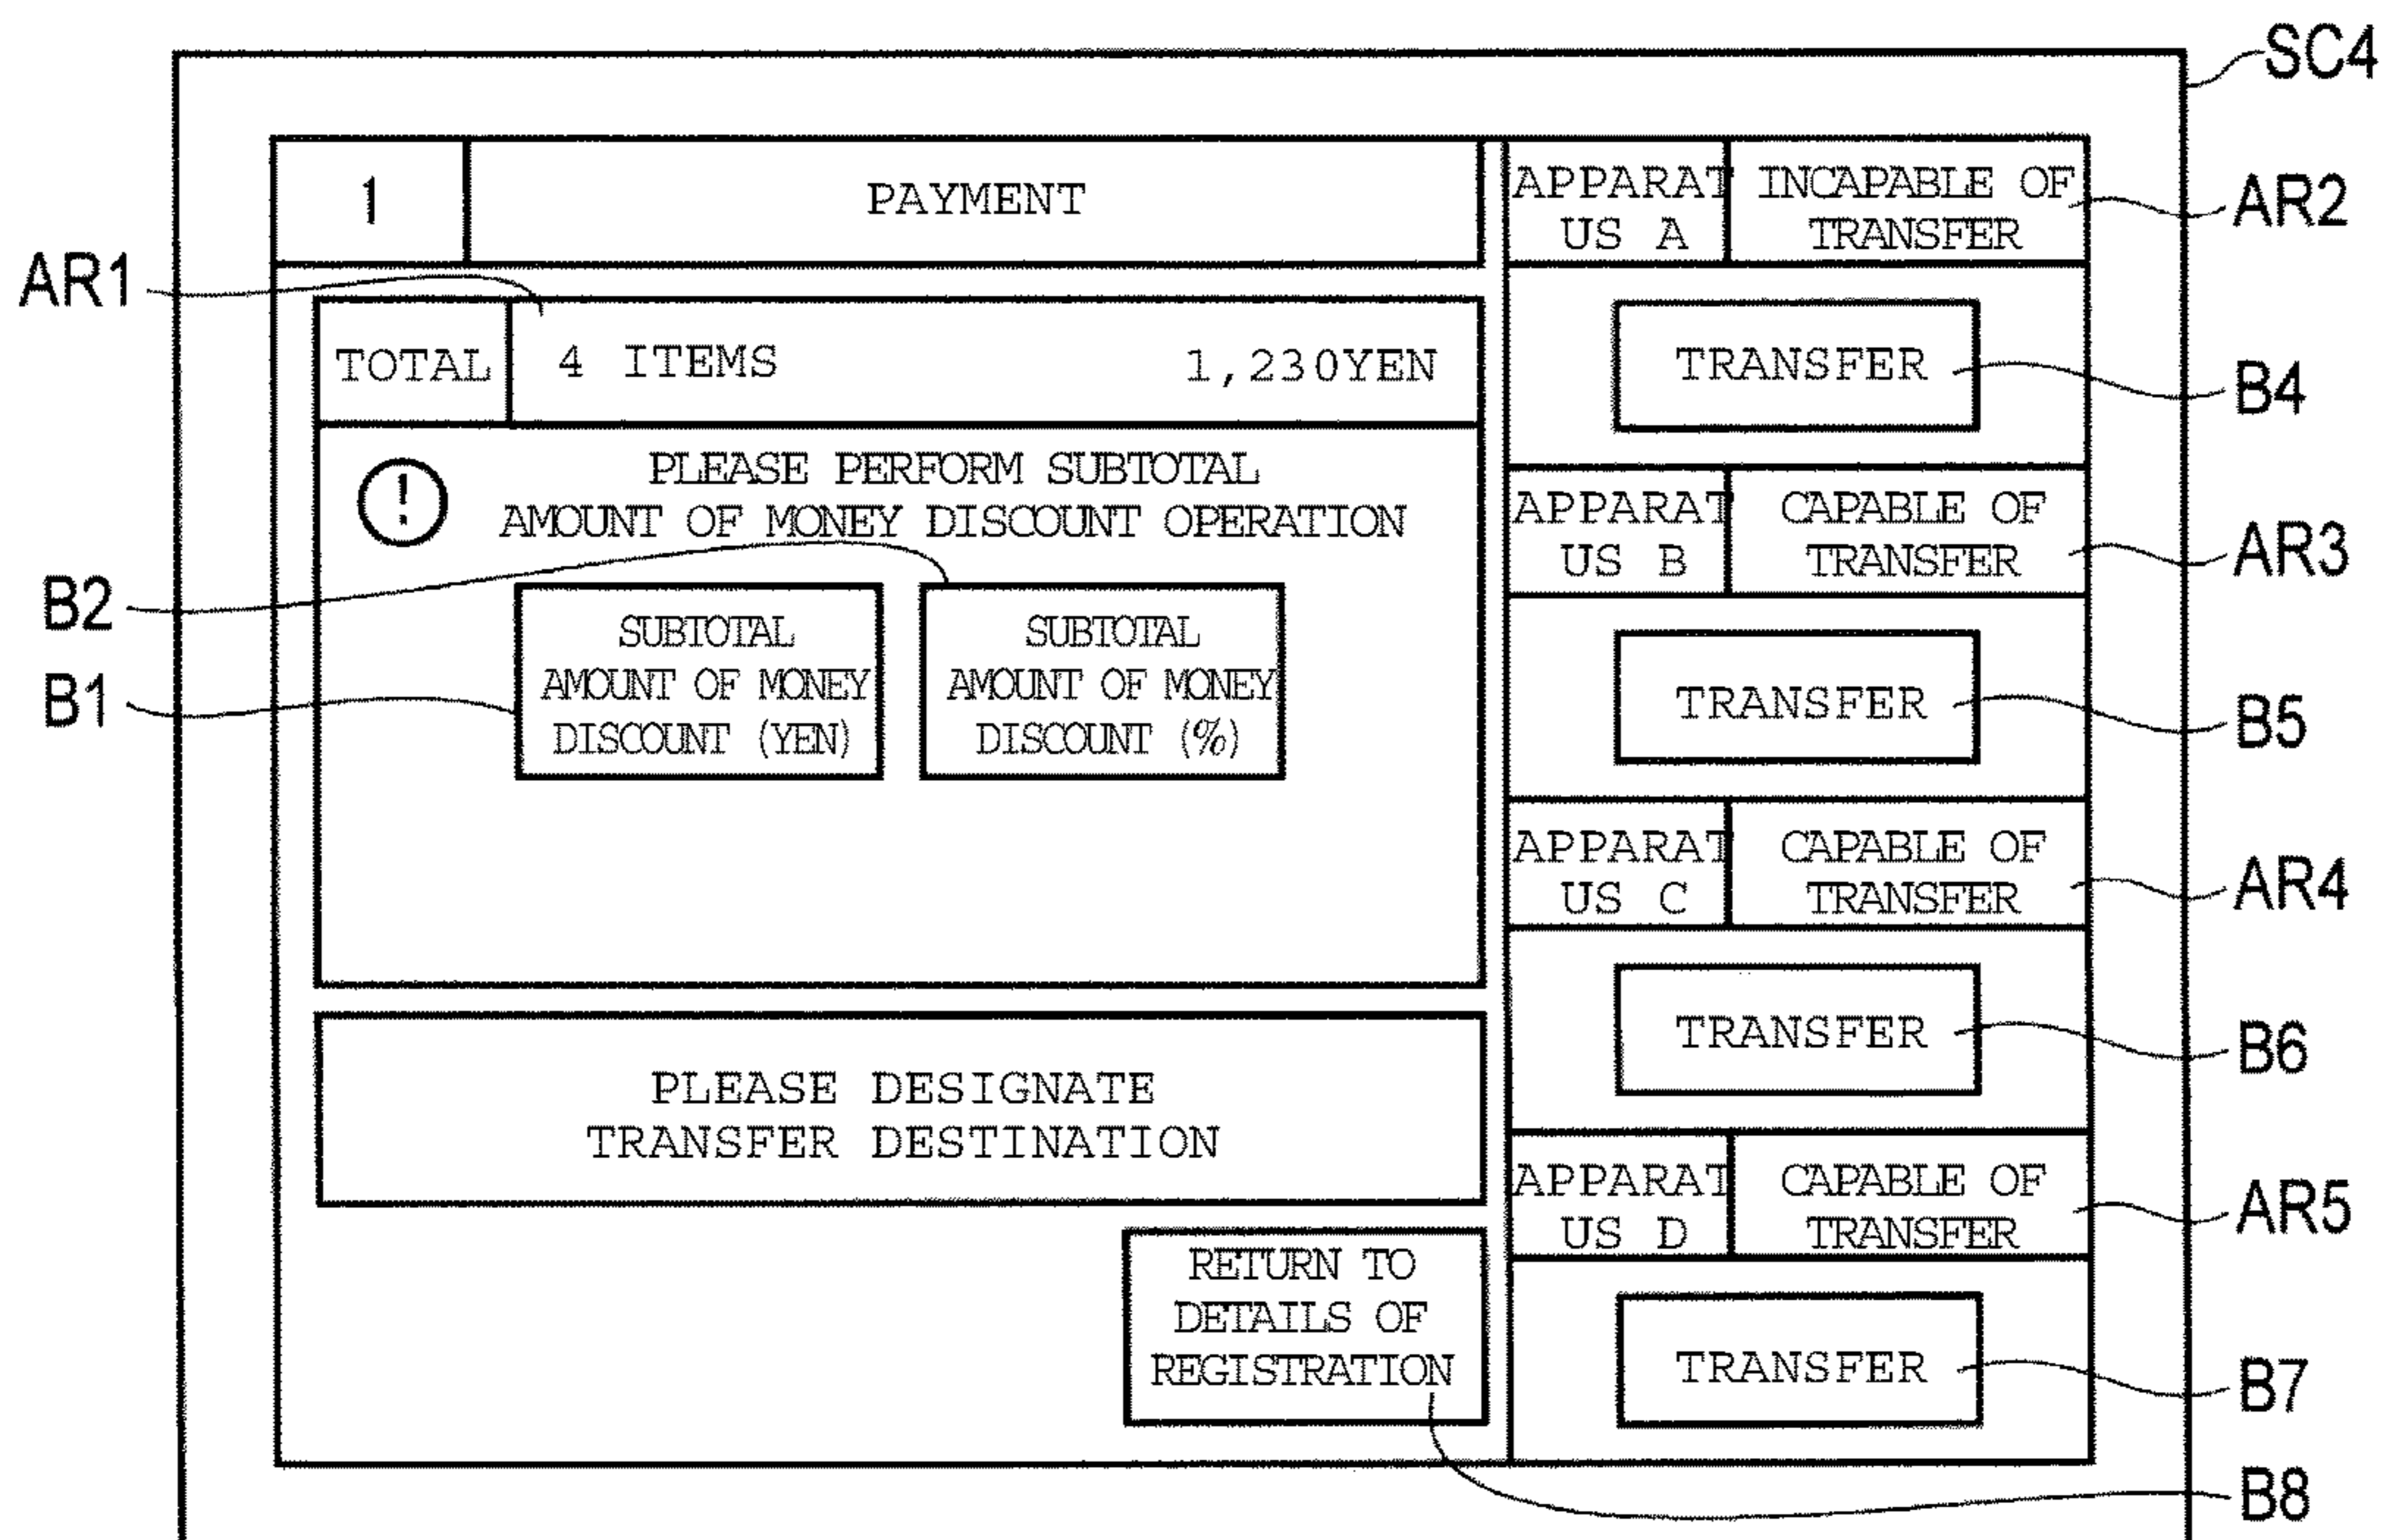 SC4
1
PAYMENT
AR1
TOTAL
4 ITEMS
1,230YEN
PLEASE PERFORM SUBTOTAL
AMOUNT OF MONEY DISCOUNT OPERATION
B2
B1
SUBTOTAL
AMOUNT OF MONEY
DISCOUNT (YEN)
SUBTOTAL
AMOUNT OF MONEY
DISCOUNT (%)
PLEASE DESIGNATE
TRANSFER DESTINATION
RETURN TO
DETAILS OF
REGISTRATION
B8
APPARAT
US A
INCAPABLE OF
TRANSFER
AR2
TRANSFER
B4
APPARAT
US B
CAPABLE OF
TRANSFER
AR3
TRANSFER
B5
APPARAT
US C
CAPABLE OF
TRANSFER
AR4
TRANSFER
B6
APPARAT
US D
CAPABLE OF
TRANSFER
AR5
TRANSFER
B7